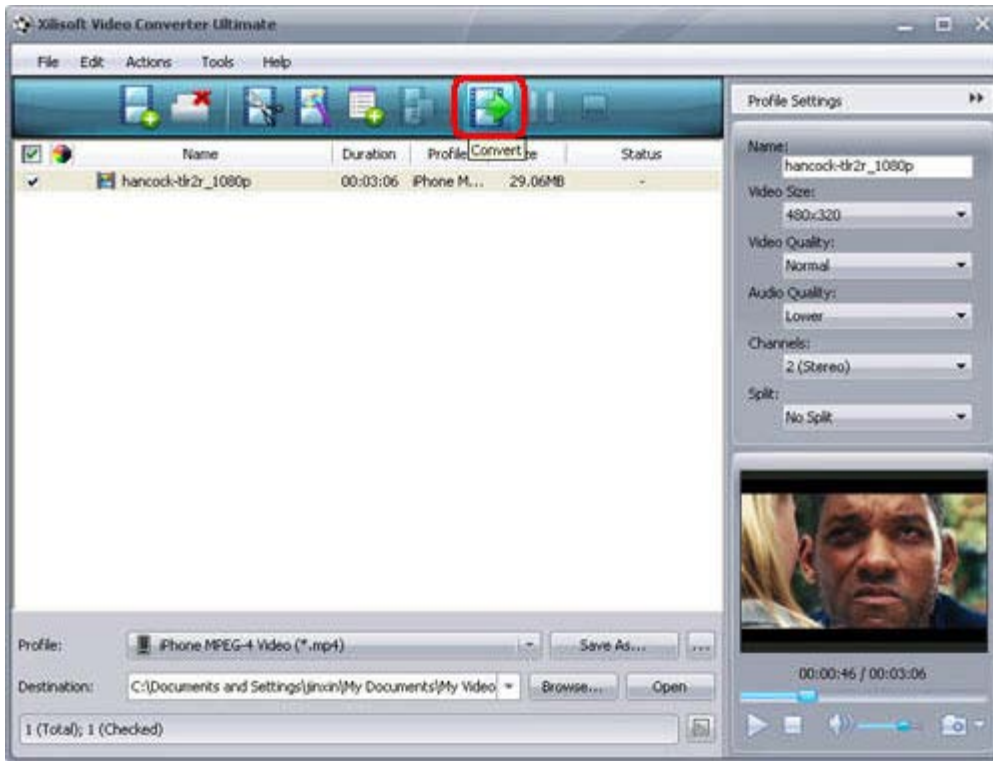 Xilisoft Video Converter Ultimate
File Edit Actions Tools Help
Profile Settings
Convert
Name Duration Profile ze Status
hancock-tlr2r_1080p 00:03:06 iPhone M... 29.06MB -
Name:
hancock-tlr2r_1080p
Video Size:
480x320
Video Quality:
Normal
Audio Quality:
Lower
Channels:
2 (Stereo)
Split:
No Split
Profile: iPhone MPEG-4 Video (*.mp4) Save As... ...
Destination: C:\Documents and Settings\jinxin\My Documents\My Video Browse... Open
00:00:46 / 00:03:06
1 (Total); 1 (Checked)